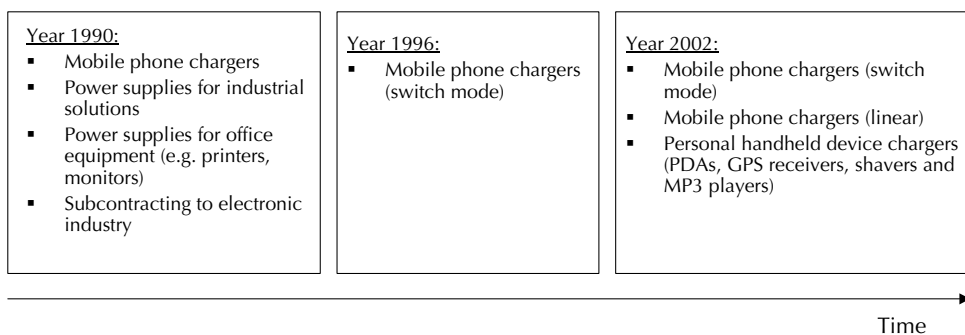 Year 1990:
▪ Mobile phone chargers
▪ Power supplies for industrial
solutions
▪ Power supplies for office
equipment (e.g. printers,
monitors)
▪ Subcontracting to electronic
industry
Year 1996:
▪ Mobile phone chargers
(switch mode)
Year 2002:
▪ Mobile phone chargers (switch
mode)
▪ Mobile phone chargers (linear)
▪ Personal handheld device chargers
(PDAs, GPS receivers, shavers and
MP3 players)
Time